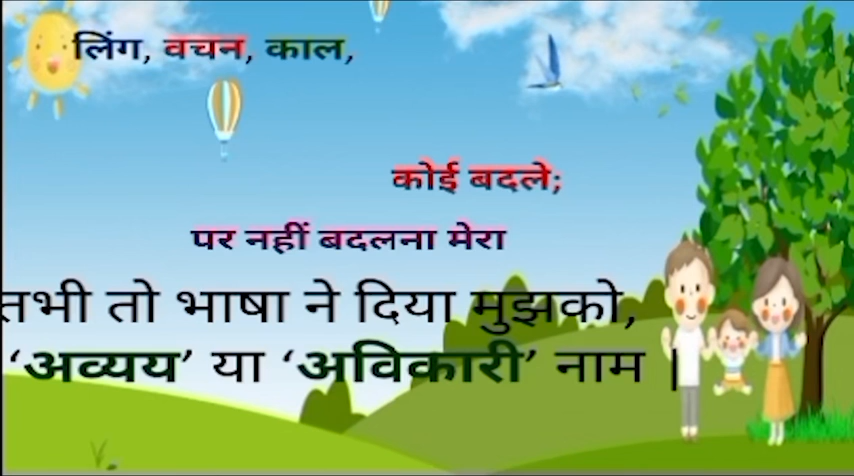 लिंग, वचन, काल,
कोई बदले;
पर नहीं बदलना मेरा
तभी तो भाषा ने दिया मुझको,
‘अव्यय’ या ‘अविकारी’ नाम |